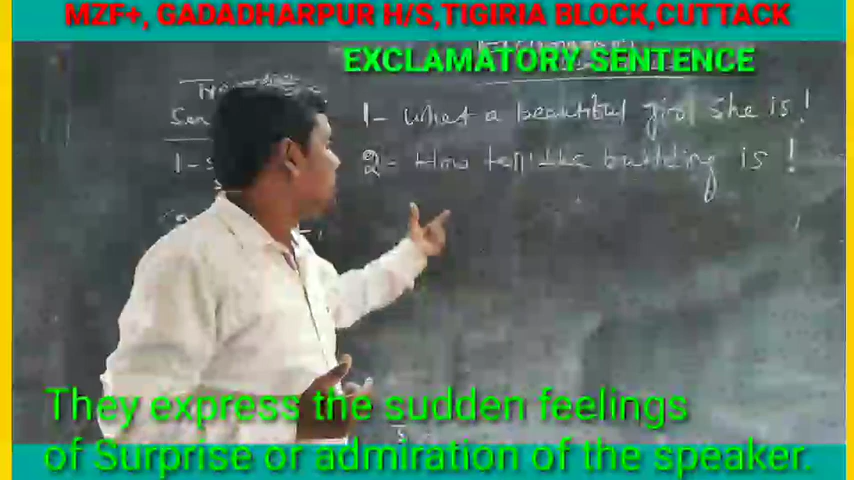 MZF+, GADADHARPUR H/S,TIGIRIA BLOCK,CUTTACK
EXCLAMATORY SENTENCE
1- What a beautiful girl she is!
2- How tall the building is!
They express the sudden feelings
of Surprise or admiration of the speaker.